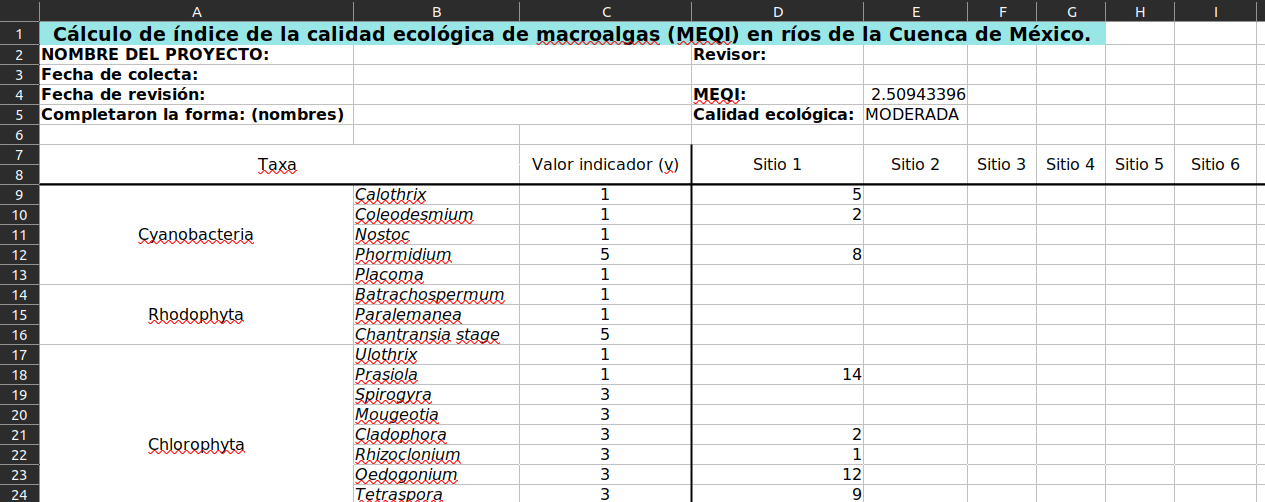 A B C D E F G H I
1 Cálculo de índice de la calidad ecológica de macroalgas (MEQI) en ríos de la Cuenca de México.
2 NOMBRE DEL PROYECTO: Revisor:
3 Fecha de colecta:
4 Fecha de revisión: MEQI: 2.50943396
5 Completaron la forma: (nombres) Calidad ecológica: MODERADA
6
7 Taxa Valor indicador (v) Sitio 1 Sitio 2 Sitio 3 Sitio 4 Sitio 5 Sitio 6
8
9 Calothrix 1 5
10 Coleodesmium 1 2
11 Cyanobacteria Nostoc 1
12 Phormidium 5 8
13 Placoma 1
14 Batrachospermum 1
15 Rhodophyta Paralemanea 1
16 Chantransia stage 5
17 Ulothrix 1
18 Prasiola 1 14
19 Spirogyra 3
20 Mougeotia 3
21 Chlorophyta Cladophora 3 2
22 Rhizoclonium 3 1
23 Oedogonium 3 12
24 Tetraspora 3 9